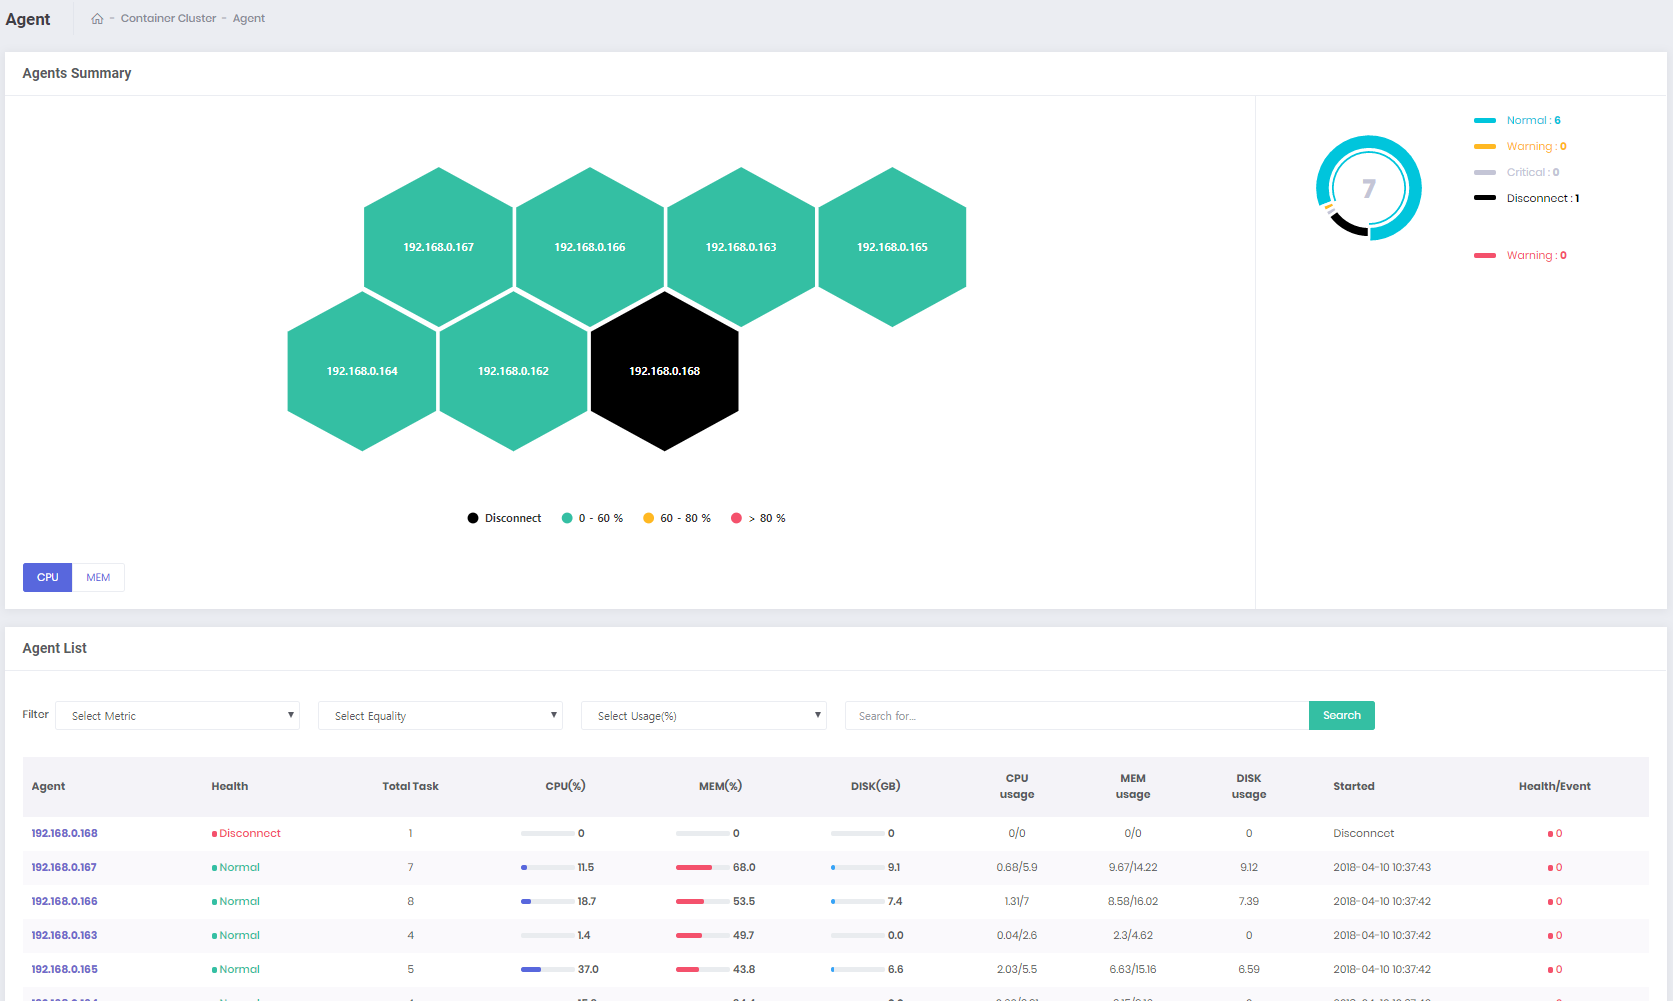 Agent
- Container Cluster - Agent
Agents Summary
192.168.0.167 192.168.0.166 192.168.0.163 192.168.0.165
192.168.0.164 192.168.0.162 192.168.0.168
Disconnect 0 - 60 % 60 - 80 % > 80 %
CPU MEM
7
Normal : 6
Warning : 0
Critical : 0
Disconnect : 1
Warning : 0
Agent List
Filter Select Metric Select Equality Select Usage(%) Search for... Search
Agent Health Total Task CPU(%) MEM(%) DISK(GB) CPU usage MEM usage DISK usage Started Health/Event
192.168.0.168 Disconnect 1 0 0 0 0/0 0/0 0 Disconncet 0
192.168.0.167 Normal 7 11.5 68.0 9.1 0.68/5.9 9.67/14.22 9.12 2018-04-10 10:37:43 0
192.168.0.166 Normal 8 18.7 53.5 7.4 1.31/7 8.58/16.02 7.39 2018-04-10 10:37:42 0
192.168.0.163 Normal 4 1.4 49.7 0.0 0.04/2.6 2.3/4.62 0 2018-04-10 10:37:42 0
192.168.0.165 Normal 5 37.0 43.8 6.6 2.03/5.5 6.63/15.16 6.59 2018-04-10 10:37:42 0